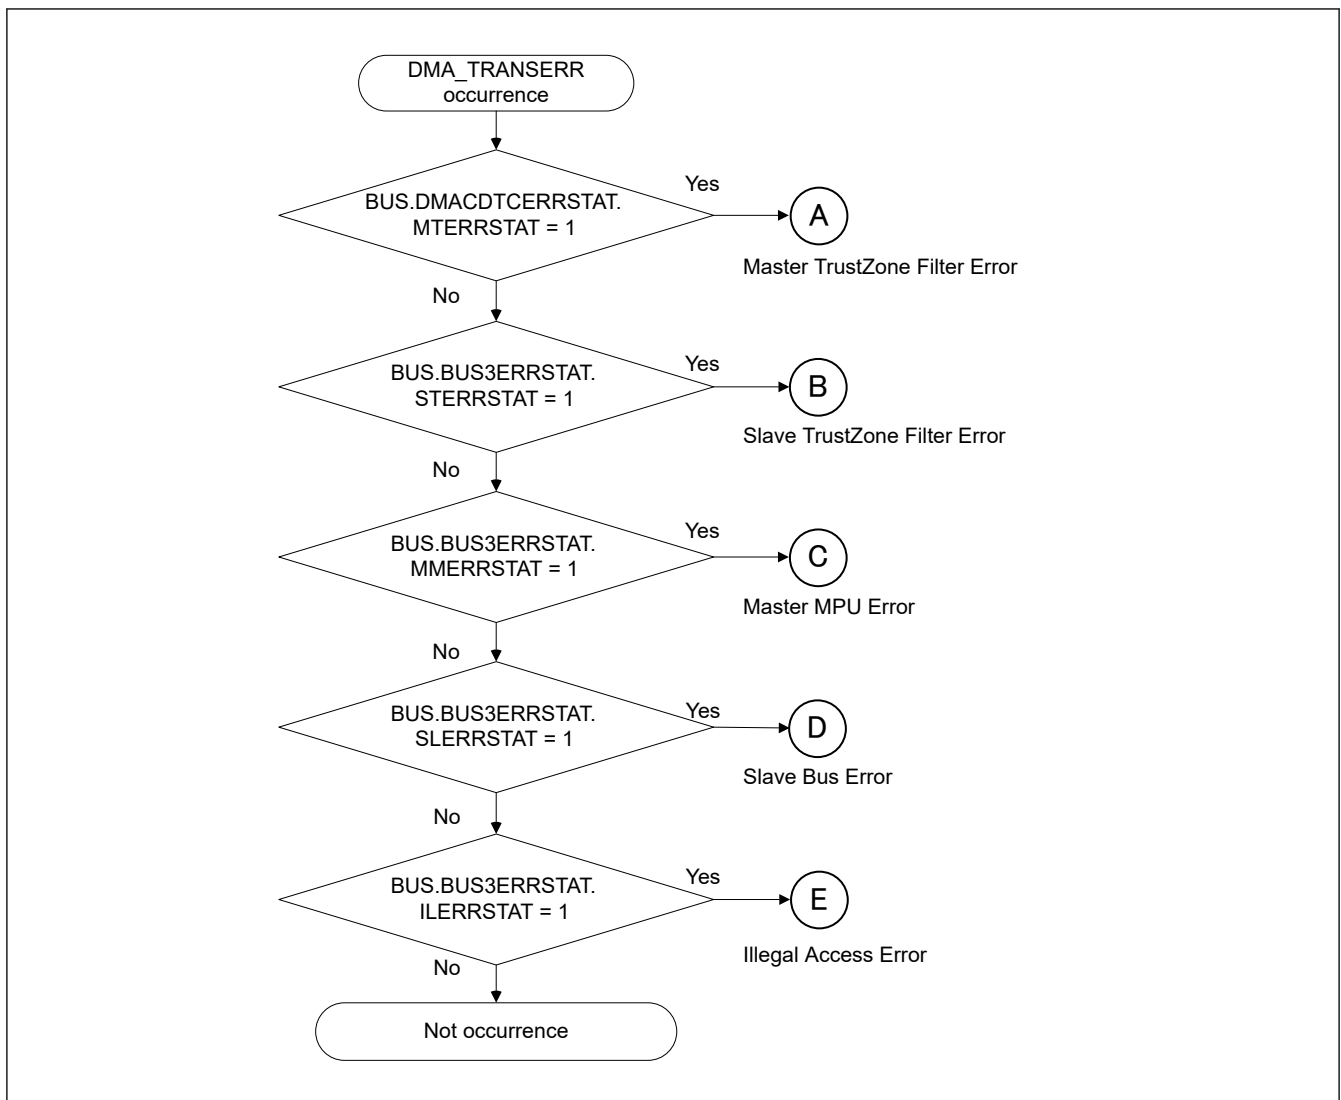 DMA_TRANSERR
occurrence
BUS.DMACDTCERRSTAT.
MTERRSTAT = 1
Yes
A
Master TrustZone Filter Error
No
BUS.BUS3ERRSTAT.
STERRSTAT = 1
Yes
B
Slave TrustZone Filter Error
No
BUS.BUS3ERRSTAT.
MMERRSTAT = 1
Yes
C
Master MPU Error
No
BUS.BUS3ERRSTAT.
SLERRSTAT = 1
Yes
D
Slave Bus Error
No
BUS.BUS3ERRSTAT.
ILERRSTAT = 1
Yes
E
Illegal Access Error
No
Not occurrence